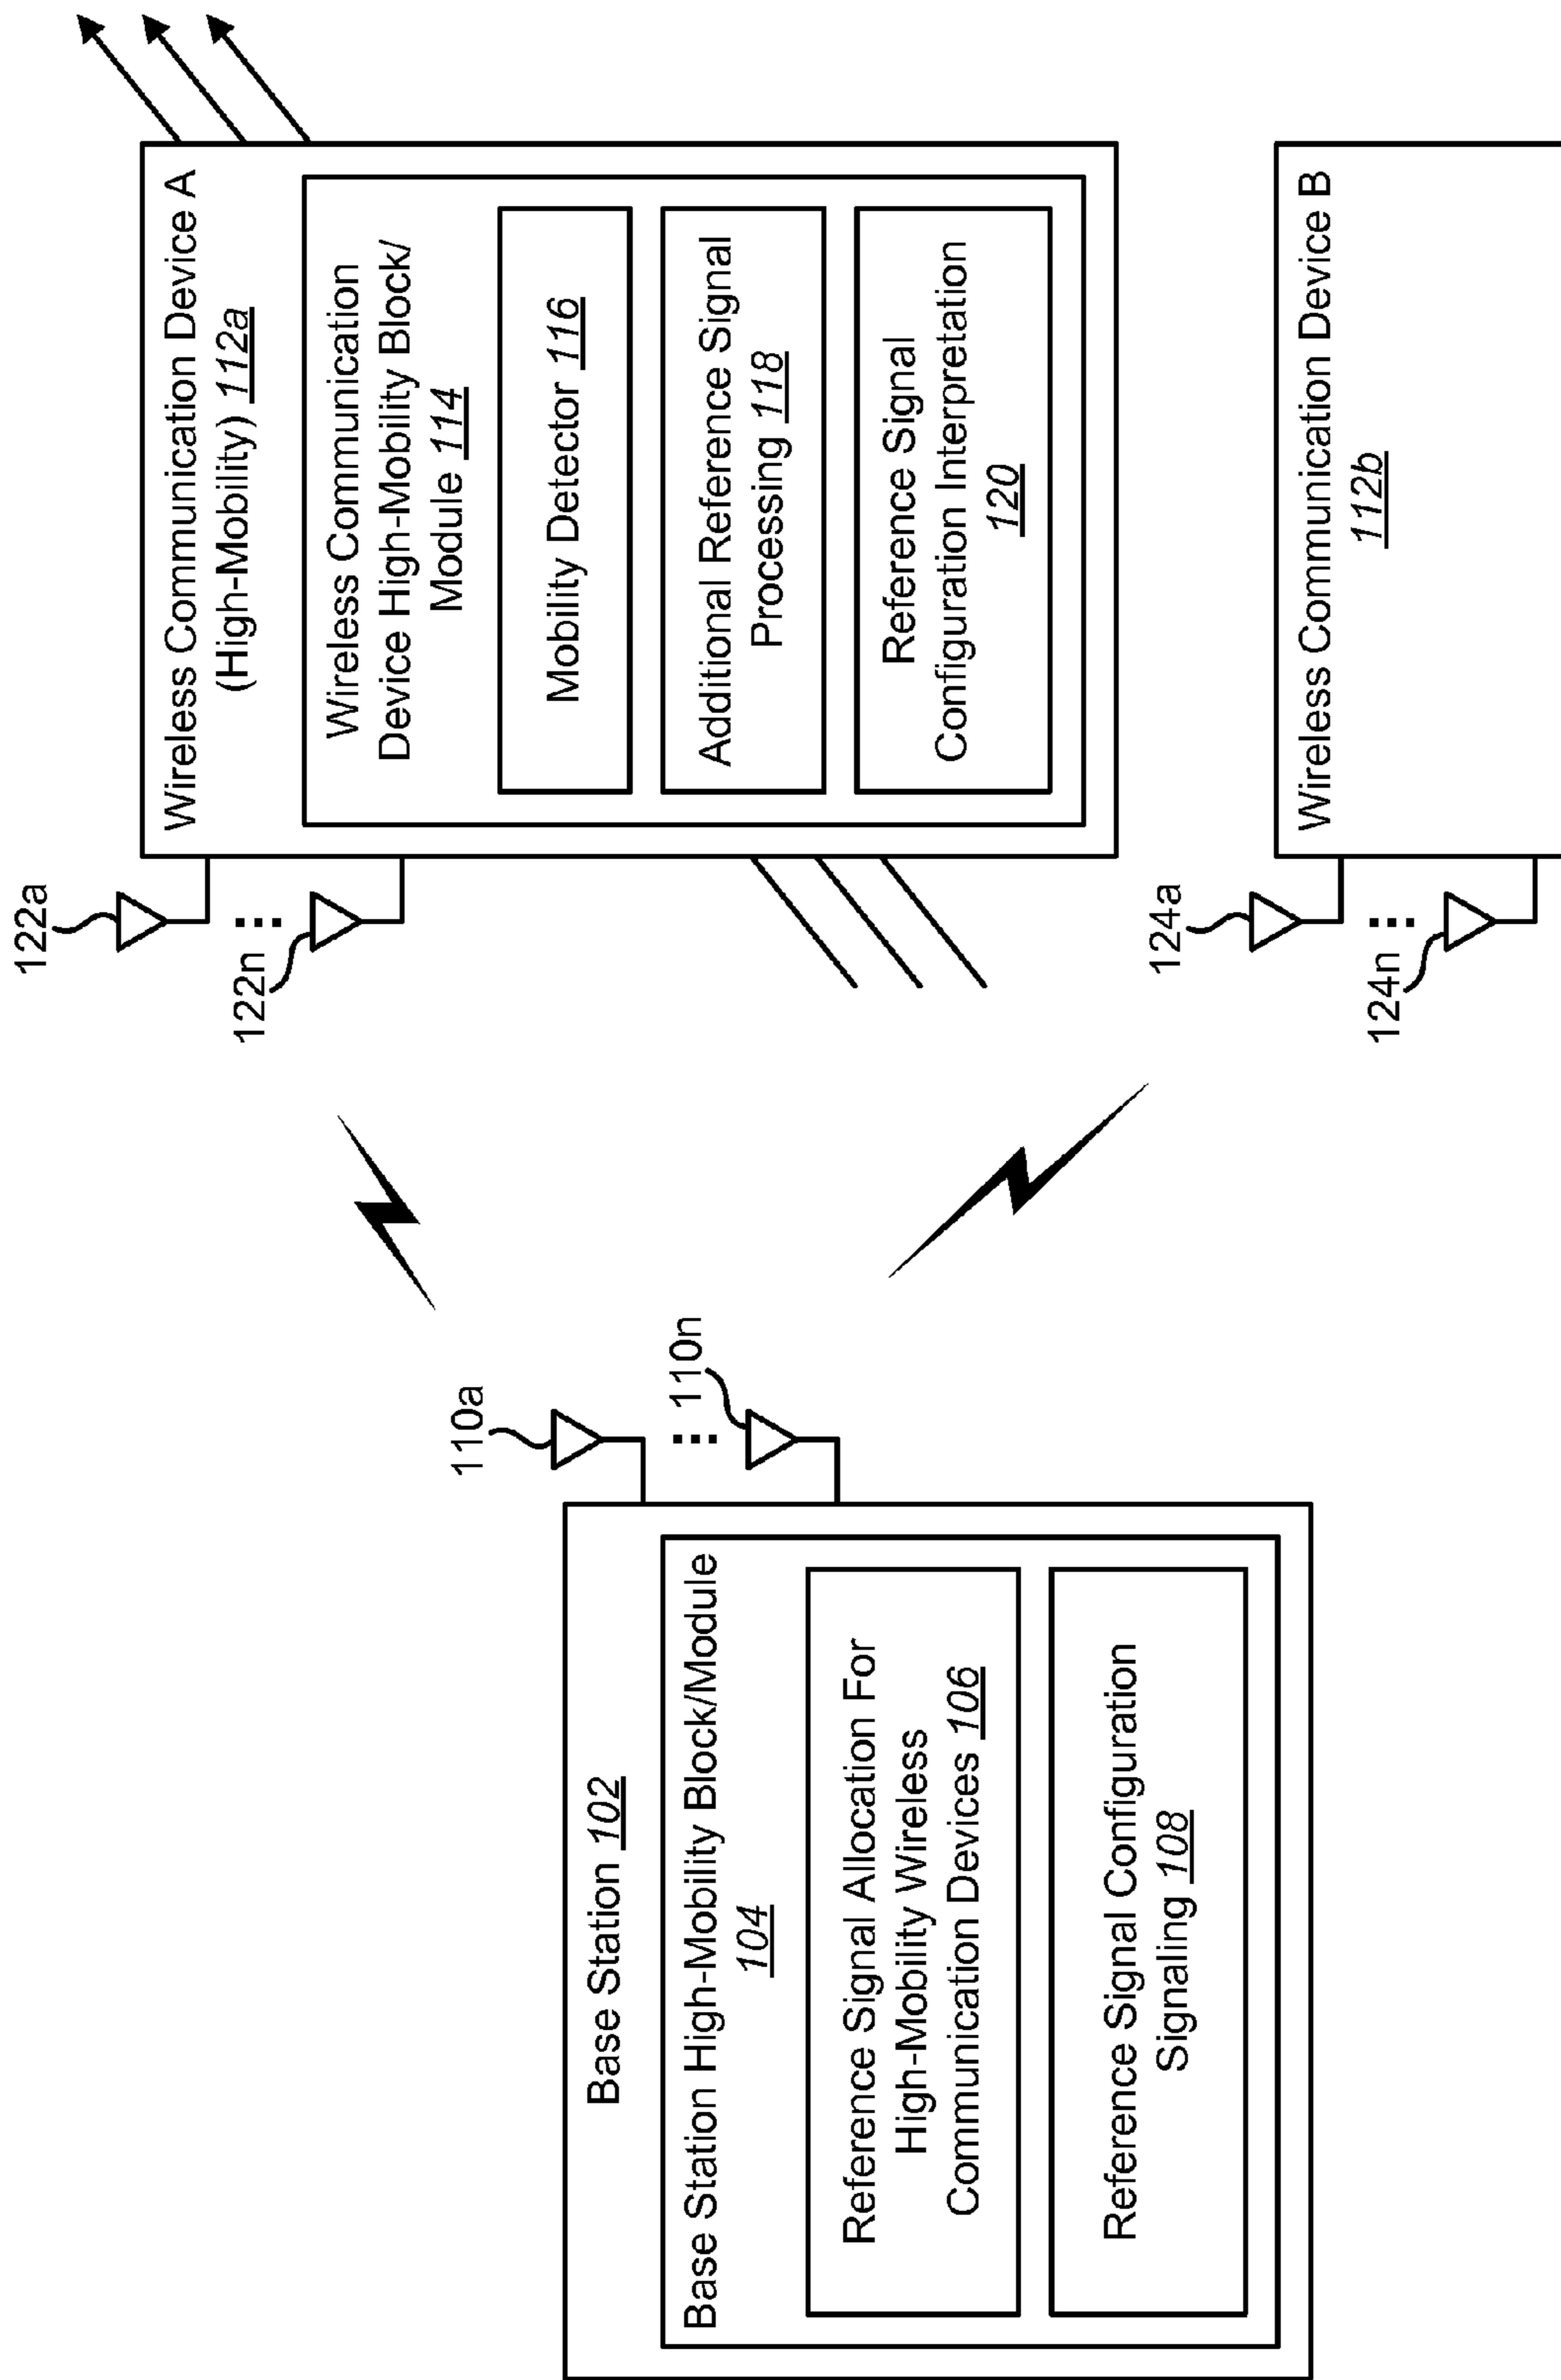 Base Station 102
Base Station High-Mobility Block/Module
104
Reference Signal Allocation For
High-Mobility Wireless
Communication Devices 106
Reference Signal Configuration
Signaling 108
110a
110n
122a
122n
Wireless Communication Device A
(High-Mobility) 112a
Wireless Communication
Device High-Mobility Block/
Module 114
Mobility Detector 116
Additional Reference Signal
Processing 118
Reference Signal
Configuration Interpretation
120
124a
124n
Wireless Communication Device B
112b